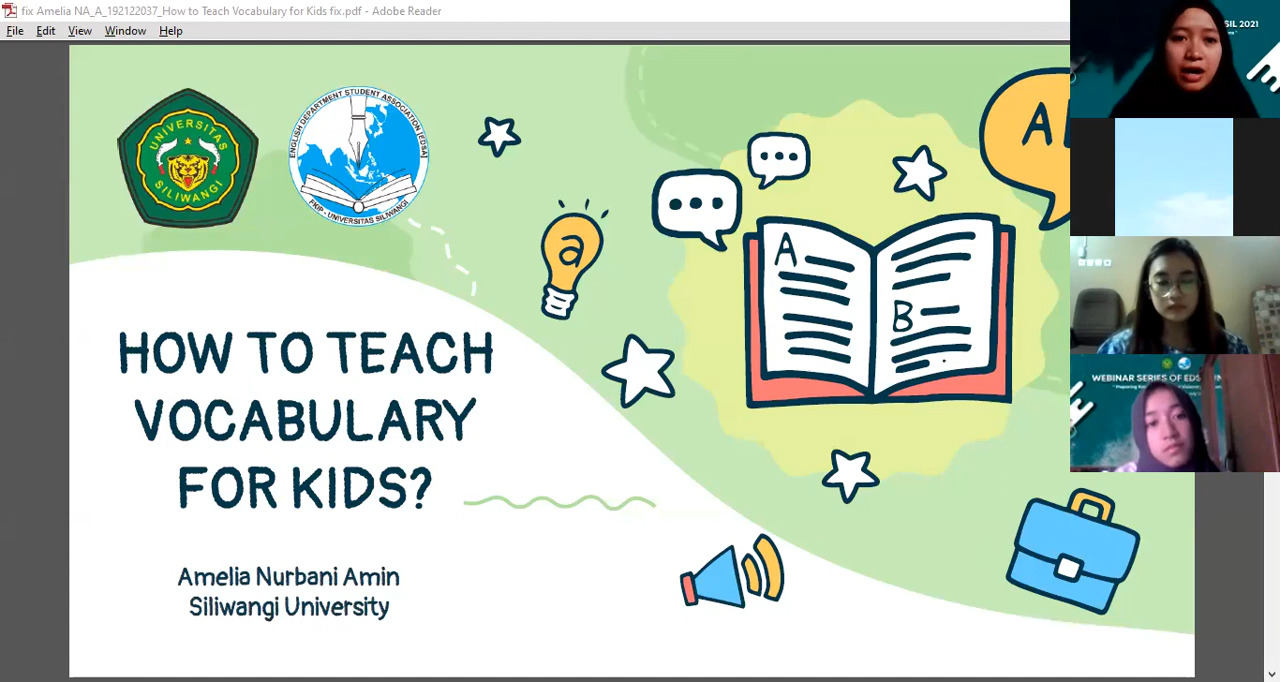 fix Amelia NA_A_192122037_How to Teach Vocabulary for Kids fix.pdf - Adobe Reader
File Edit View Window Help
SIL 2021
UNIVERSITAS
SILIWANGI
ENGLISH DEPARTMENT STUDENT ASSOCIATION [EDSA]
FKIP - UNIVERSITAS SILIWANGI
a
A
B
HOW TO TEACH
VOCABULARY
FOR KIDS?
Amelia Nurbani Amin
Siliwangi University
WEBINAR SERIES OF EDS